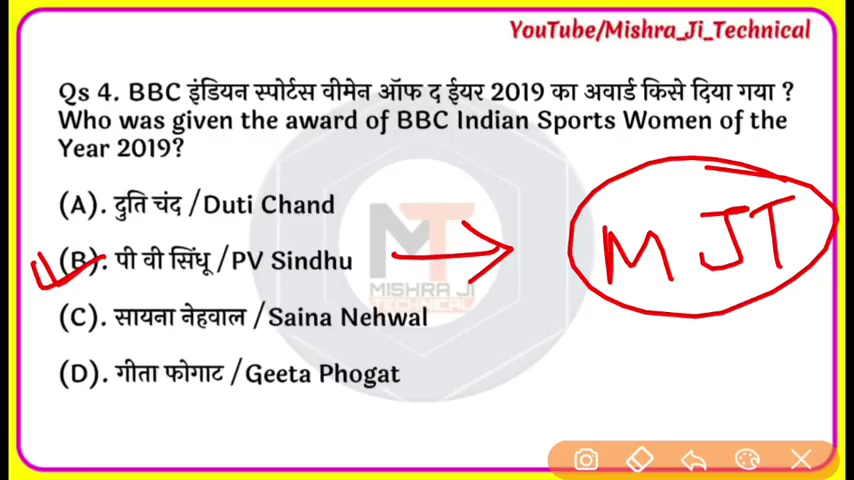 YouTube/Mishra_Ji_Technical
Qs 4. BBC इंडियन स्पोर्टस वीमेन ऑफ द ईयर 2019 का अवार्ड किसे दिया गया ?
Who was given the award of BBC Indian Sports Women of the
Year 2019?
(A). दुति चंद /Duti Chand
(B). पी वी सिंधू /PV Sindhu
MJT
(C). सायना नेहवाल /Saina Nehwal
(D). गीता फोगाट /Geeta Phogat
MT
MISHRA JI
TECHNICAL